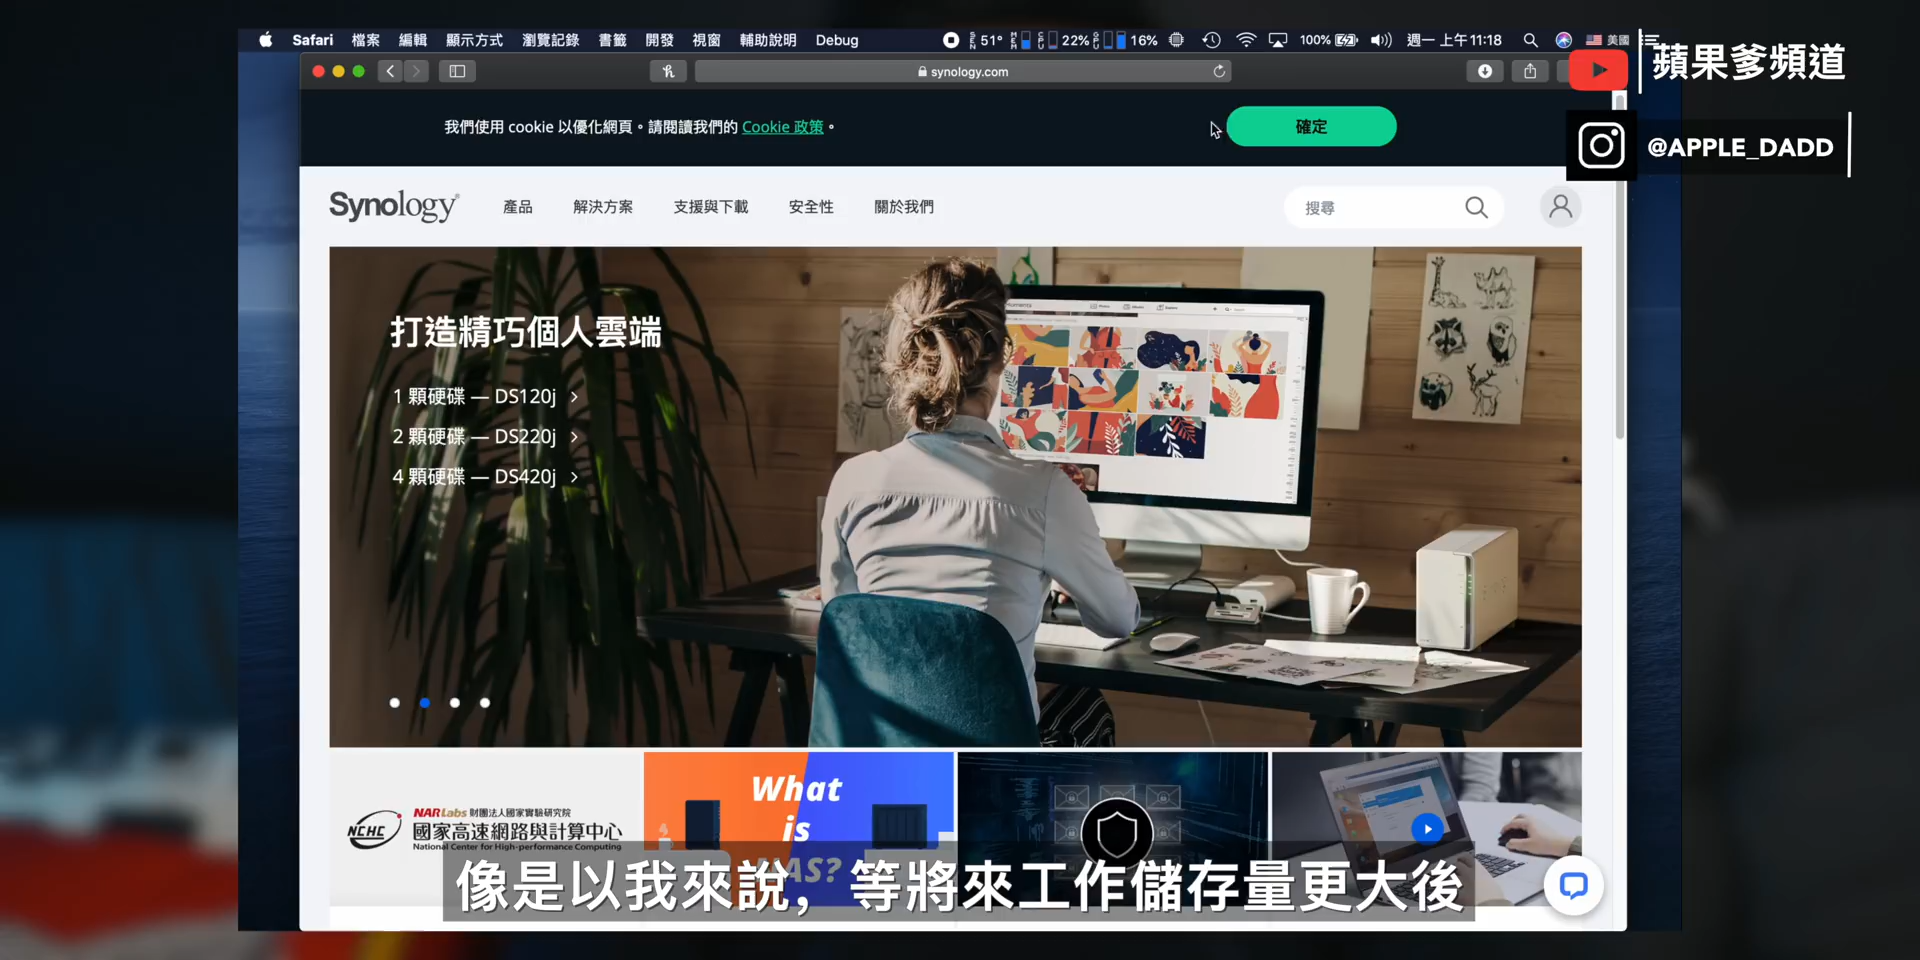 Safari 檔案 編輯 顯示方式 瀏覽記錄 書籤 開發 視窗 輔助說明 Debug
SEN 51° MEM CPU 22% GPU 16% 100% 週一 上午11:18 美國
synology.com
蘋果爹頻道
我們使用 cookie 以優化網頁。請閱讀我們的 Cookie 政策。
確定
@APPLE_DADD
Synology 產品 解決方案 支援與下載 安全性 關於我們
搜尋
打造精巧個人雲端
1 顆硬碟 — DS120j
2 顆硬碟 — DS220j
4 顆硬碟 — DS420j
NCHC
NARLabs 財團法人國家實驗研究院
國家高速網路與計算中心
National Center for High-performance Computing
What
is
NAS?
像是以我來說, 等將來工作儲存量更大後